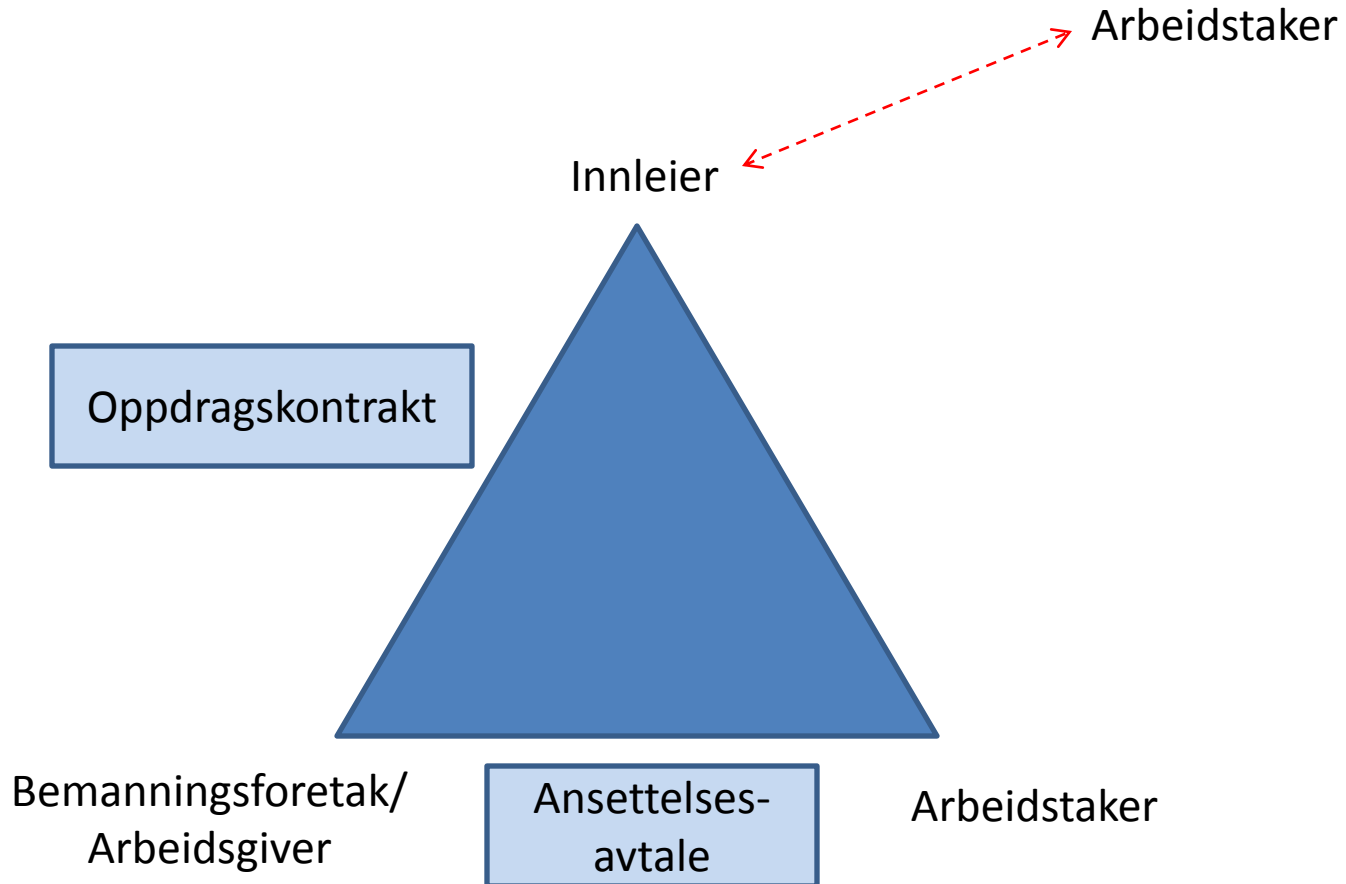 Arbeidstaker
Innleier
Oppdragskontrakt
Bemanningsforetak/
Arbeidsgiver
Ansettelses-
avtale
Arbeidstaker